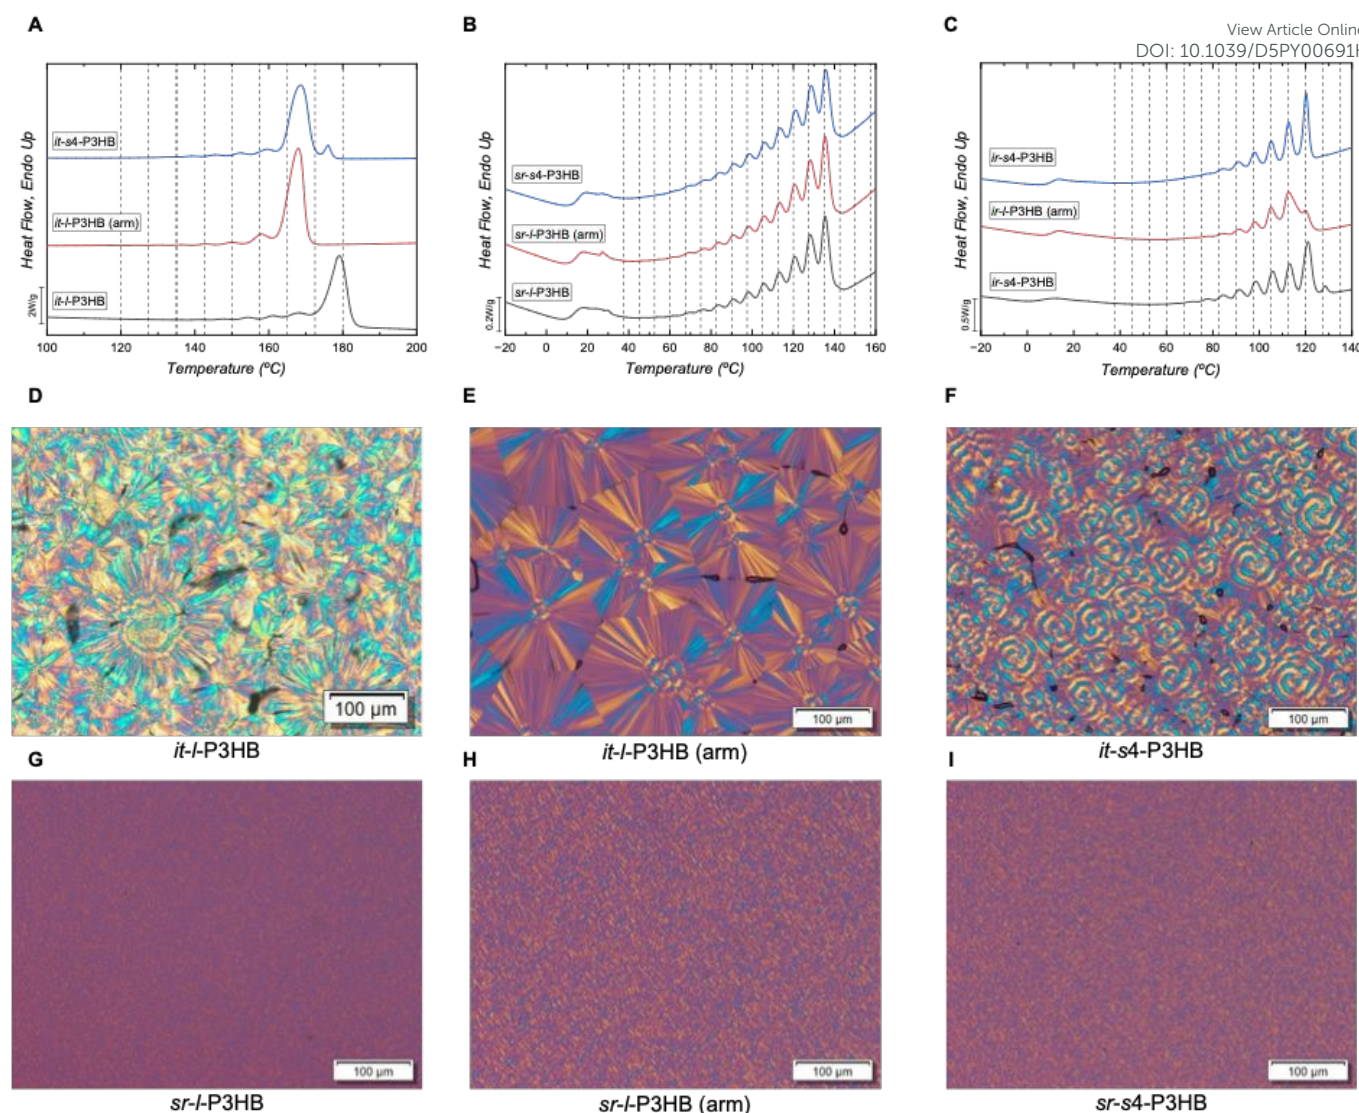 A
B
C
View Article Online
DOI: 10.1039/D5PY00691
Heat Flow, Endo Up
it-s4-P3HB
it-l-P3HB (arm)
it-l-P3HB
2W/g
100 120 140 160 180 200
Temperature (ºC)
Heat Flow, Endo Up
sr-s4-P3HB
sr-l-P3HB (arm)
sr-l-P3HB
0.2W/g
−20 0 20 40 60 80 100 120 140 160
Temperature (ºC)
Heat Flow, Endo Up
ir-s4-P3HB
ir-l-P3HB (arm)
ir-s4-P3HB
0.5W/g
−20 0 20 40 60 80 100 120 140
Temperature (ºC)
D
E
F
100 µm
100 µm
100 µm
it-l-P3HB
it-l-P3HB (arm)
it-s4-P3HB
G
H
I
100 µm
100 µm
100 µm
sr-l-P3HB
sr-l-P3HB (arm)
sr-s4-P3HB